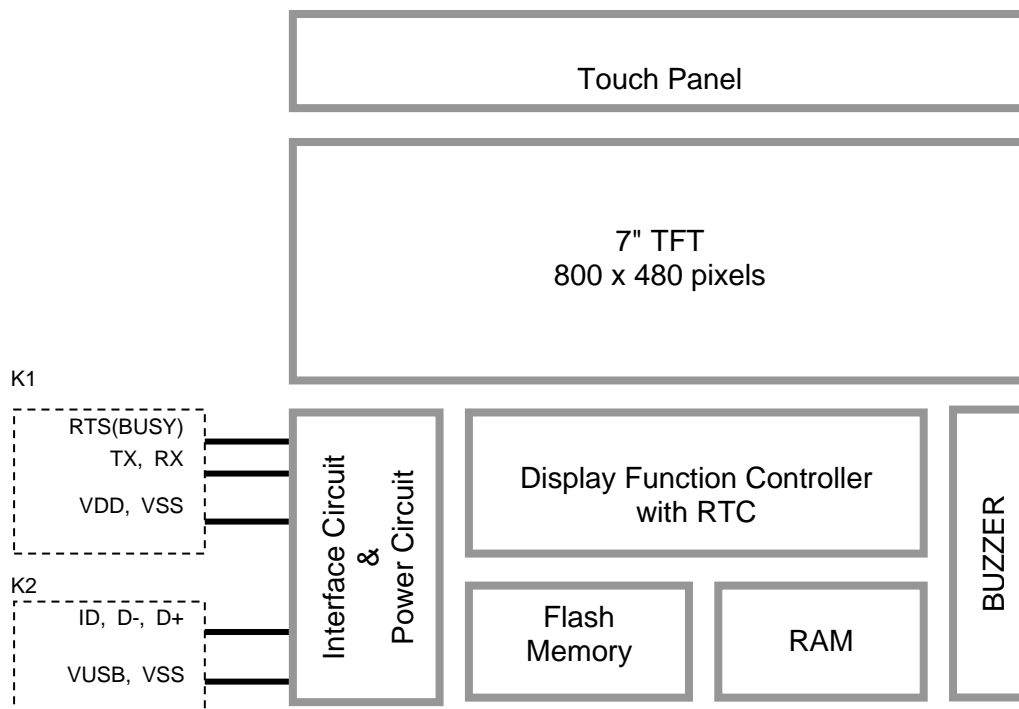 Touch Panel
7" TFT
800 x 480 pixels
K1
RTS(BUSY)
TX, RX
VDD, VSS
K2
ID, D-, D+
VUSB, VSS
Interface Circuit
&
Power Circuit
Display Function Controller
with RTC
Flash
Memory
RAM
BUZZER